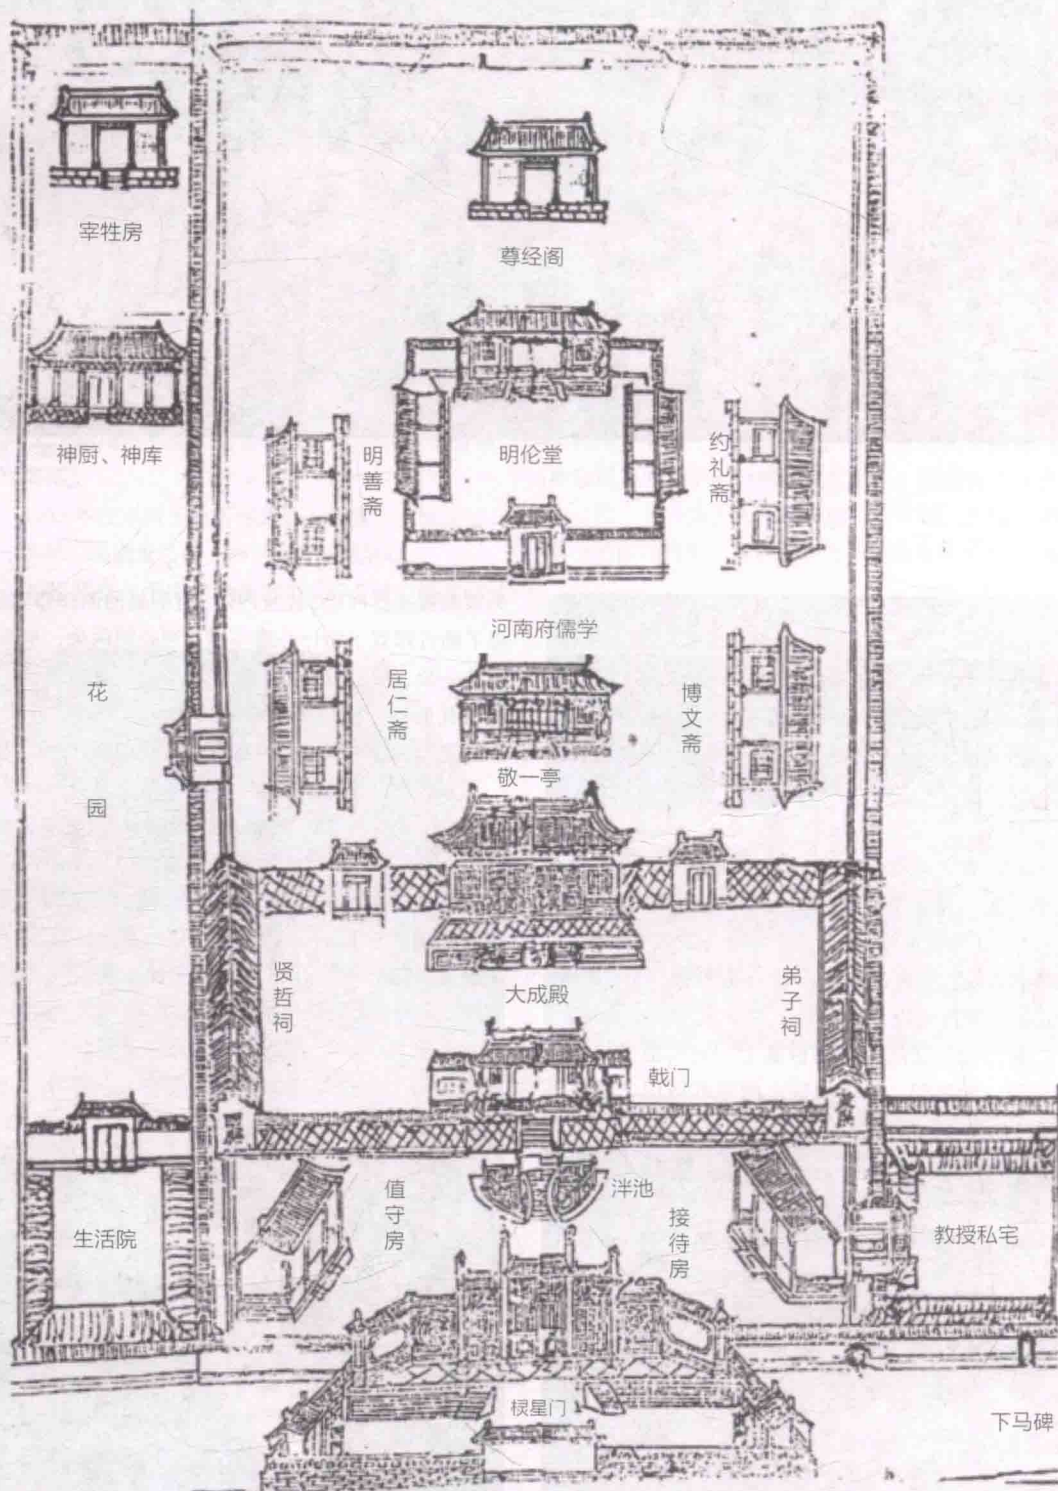 宰牲房
尊经阁
神厨、神库
明善斋
明伦堂
约礼斋
河南府儒学
花园
居仁斋
博文斋
敬一亭
贤哲祠
大成殿
弟子祠
戟门
值守房
泮池
接待房
生活院
教授私宅
棂星门
下马碑